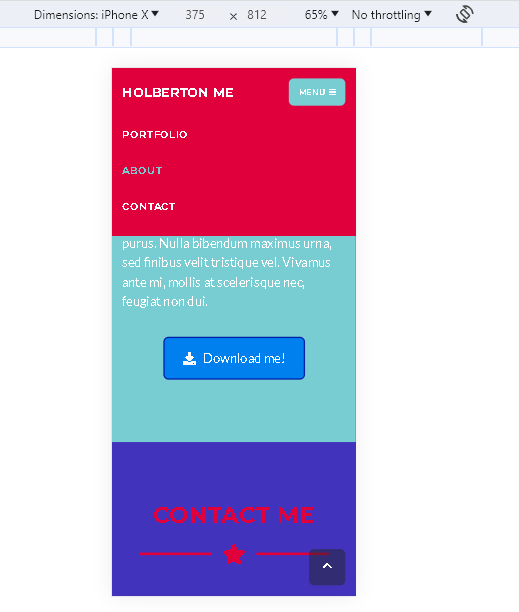 Dimensions: iPhone X ▼ 375 × 812 65% ▼ No throttling ▼
HOLBERTON ME MENU
PORTFOLIO
ABOUT
CONTACT
purus. Nulla bibendum maximus urna,
sed finibus velit tristique vel. Vivamus
ante mi, mollis at scelerisque nec,
feugiat non dui.
Download me!
CONTACT ME